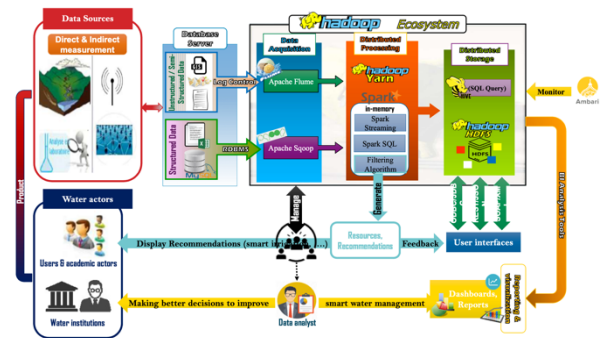 Data Sources
Direct & Indirect
measurement
Database
Server
Unstructured / Semi
Structured Data
Structured Data
Log Contran
RDBMS
hadoop Ecosystem
Data
Acquisition
Apache Flume
Apache Sqoop
Distributed
Processing
hadoop
Yarn
Spark
in-memory
Spark
Streaming
Spark SQL
Filtering
Algorithm
Distributed
Storage
(SQL Query)
HIVE
hadoop
HDFS
HDFS
Monitor
Ambari
BI Analysis Tools
Product
Manage
Generate
Water actors
Users & academic actors
Water institutions
Display Recommendations (smart
Resources,
Recommendations
Feedback
User interfaces
Making better decisions to improve
Data analyst
smart water management
Dashboards,
Reports
Reporting &
visualization